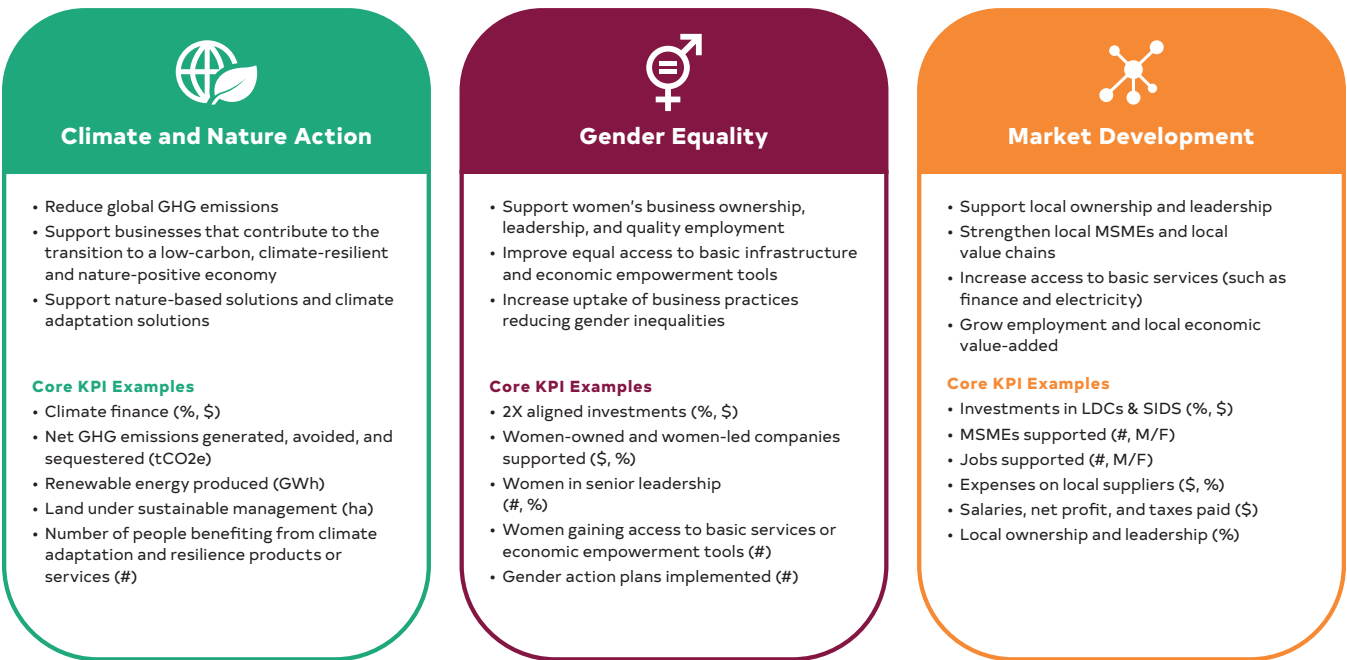 Climate and Nature Action
• Reduce global GHG emissions
• Support businesses that contribute to the
transition to a low-carbon, climate-resilient
and nature-positive economy
• Support nature-based solutions and climate
adaptation solutions
Core KPI Examples
• Climate finance (%, $)
• Net GHG emissions generated, avoided, and
sequestered (tCO2e)
• Renewable energy produced (GWh)
• Land under sustainable management (ha)
• Number of people benefiting from climate
adaptation and resilience products or
services (#)
Gender Equality
• Support women's business ownership,
leadership, and quality employment
• Improve equal access to basic infrastructure
and economic empowerment tools
• Increase uptake of business practices
reducing gender inequalities
Core KPI Examples
• 2X aligned investments (%, $)
• Women-owned and women-led companies
supported ($, %)
• Women in senior leadership
(#, %)
• Women gaining access to basic services or
economic empowerment tools (#)
• Gender action plans implemented (#)
Market Development
• Support local ownership and leadership
• Strengthen local MSMEs and local
value chains
• Increase access to basic services (such as
finance and electricity)
• Grow employment and local economic
value-added
Core KPI Examples
• Investments in LDCs & SIDS (%, $)
• MSMEs supported (#, M/F)
• Jobs supported (#, M/F)
• Expenses on local suppliers ($, %)
• Salaries, net profit, and taxes paid ($)
• Local ownership and leadership (%)